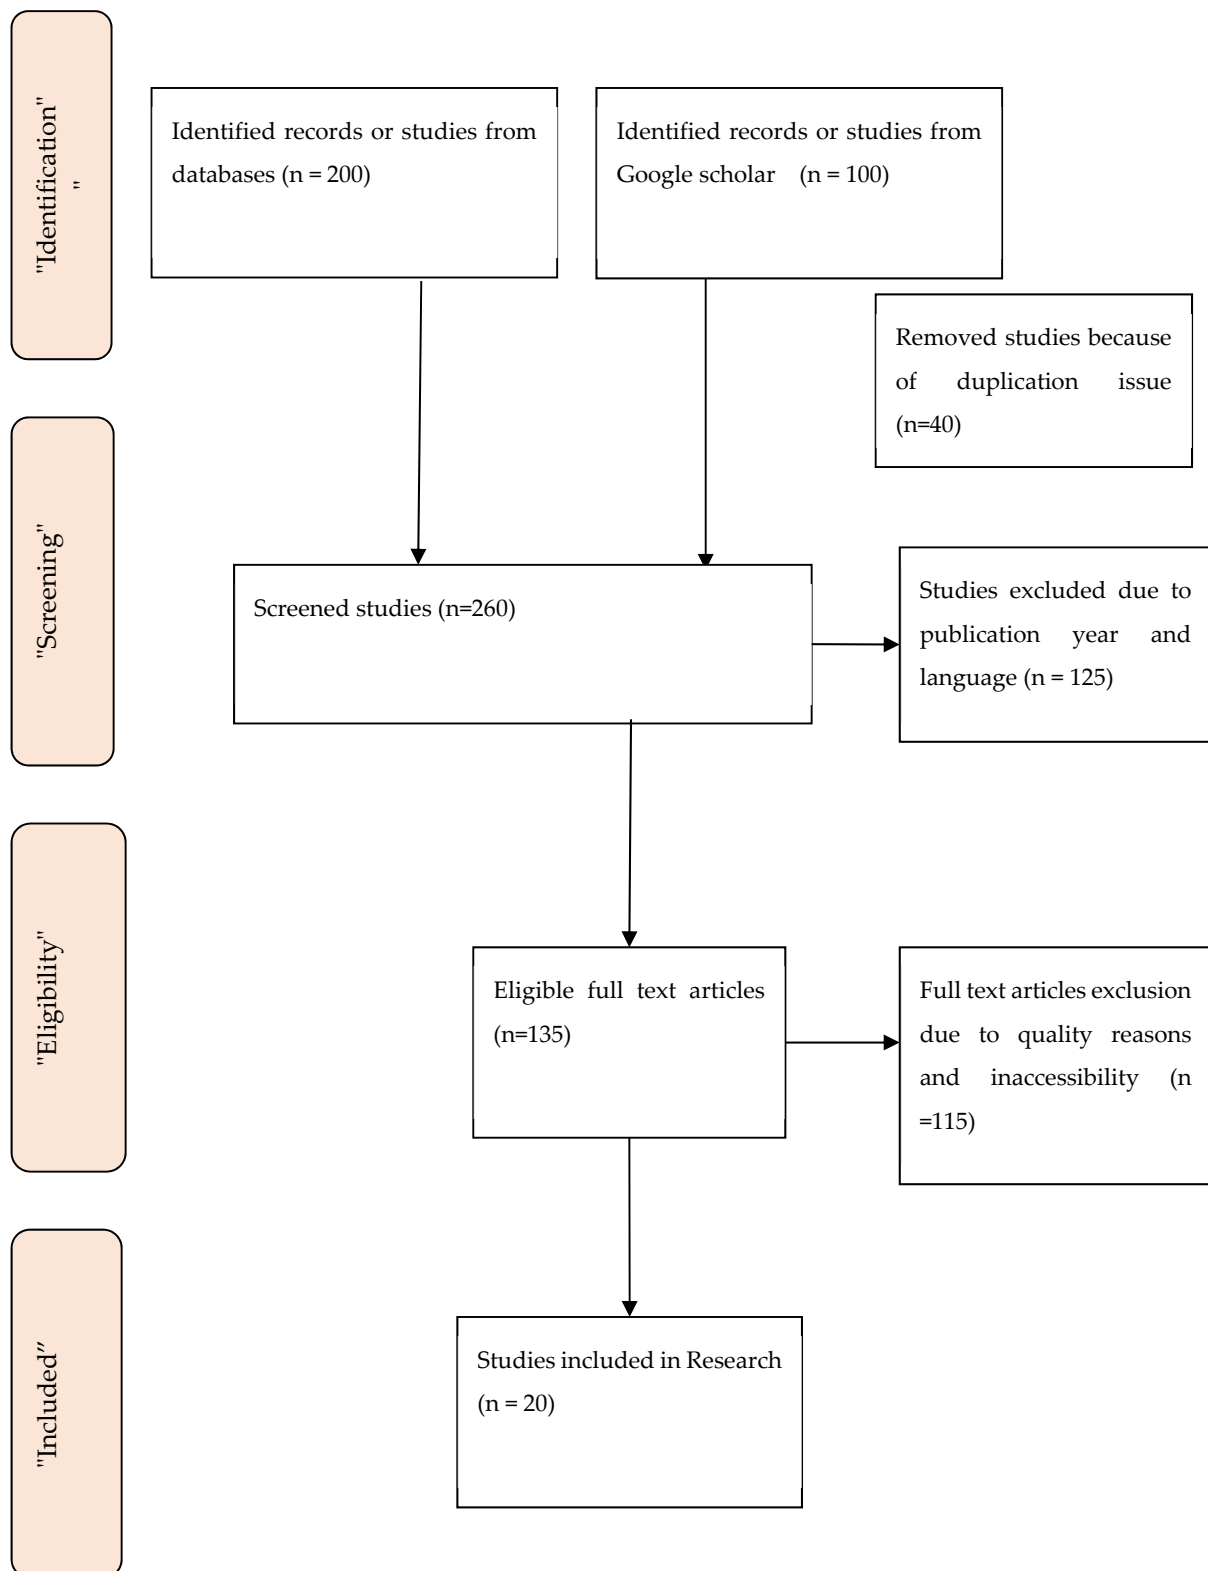 "Identification"
"
Identified records or studies from
databases (n = 200)
Identified records or studies from
Google scholar (n = 100)
Removed studies because
of duplication issue
(n=40)
"Screening"
Screened studies (n=260)
Studies excluded due to
publication year and
language (n = 125)
"Eligibility"
Eligible full text articles
(n=135)
Full text articles exclusion
due to quality reasons
and inaccessibility (n
=115)
"Included"
Studies included in Research
(n = 20)